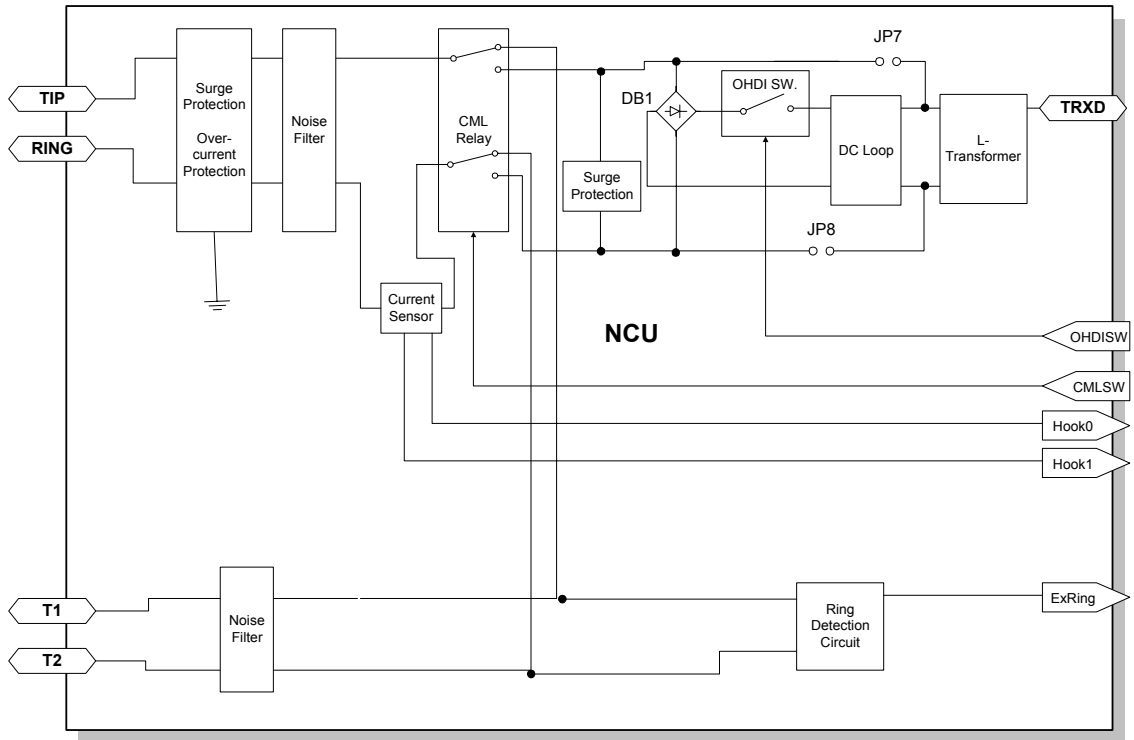 JP7
TIP
Surge
Protection
Over-
current
Protection
Noise
Filter
CML
Relay
DB1
OHDI SW.
TRXD
RING
DC Loop
L-
Transformer
Surge
Protection
JP8
Current
Sensor
NCU
OHDISW
CMLSW
Hook0
Hook1
T1
Noise
Filter
Ring
Detection
Circuit
ExRing
T2